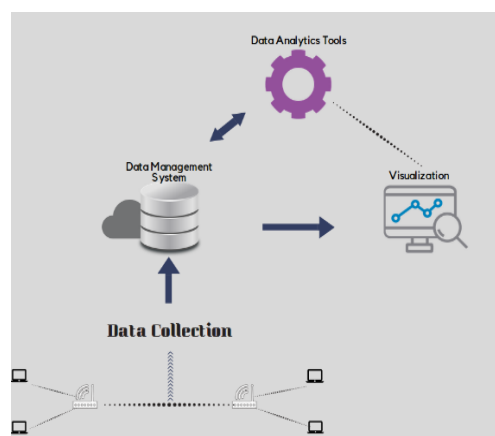 Data Analytics Tools
Data Management
System
Visualization
Data Collection